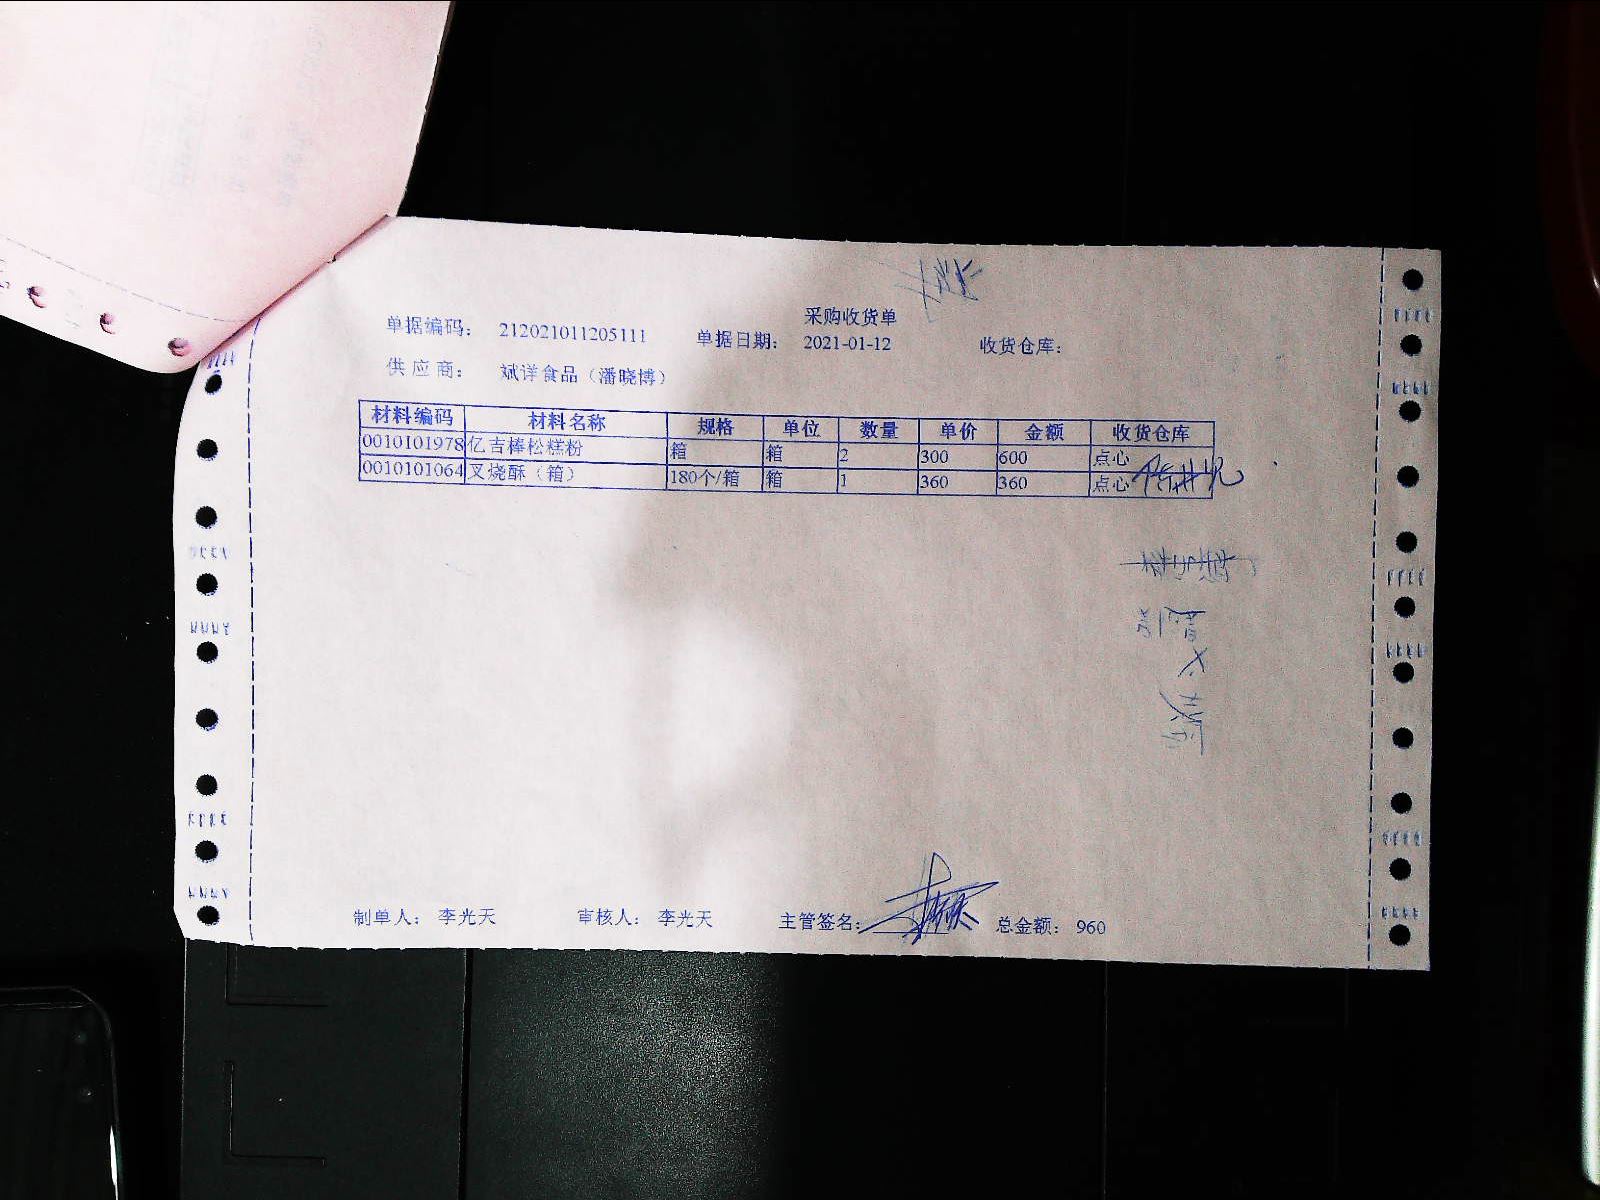 采购收货单
单据编码： 212021011205111 单据日期： 2021-01-12 收货仓库：
供应商： 斌详食品（潘晓博）
材料编码 材料名称 规格 单位 数量 单价 金额 收货仓库
0010101978 亿吉棒松糕粉 箱 箱 2 300 600 点心
0010101064 叉烧酥（箱） 180个/箱 箱 1 360 360 点心
制单人： 李光天 审核人： 李光天 主管签名： 总金额： 960